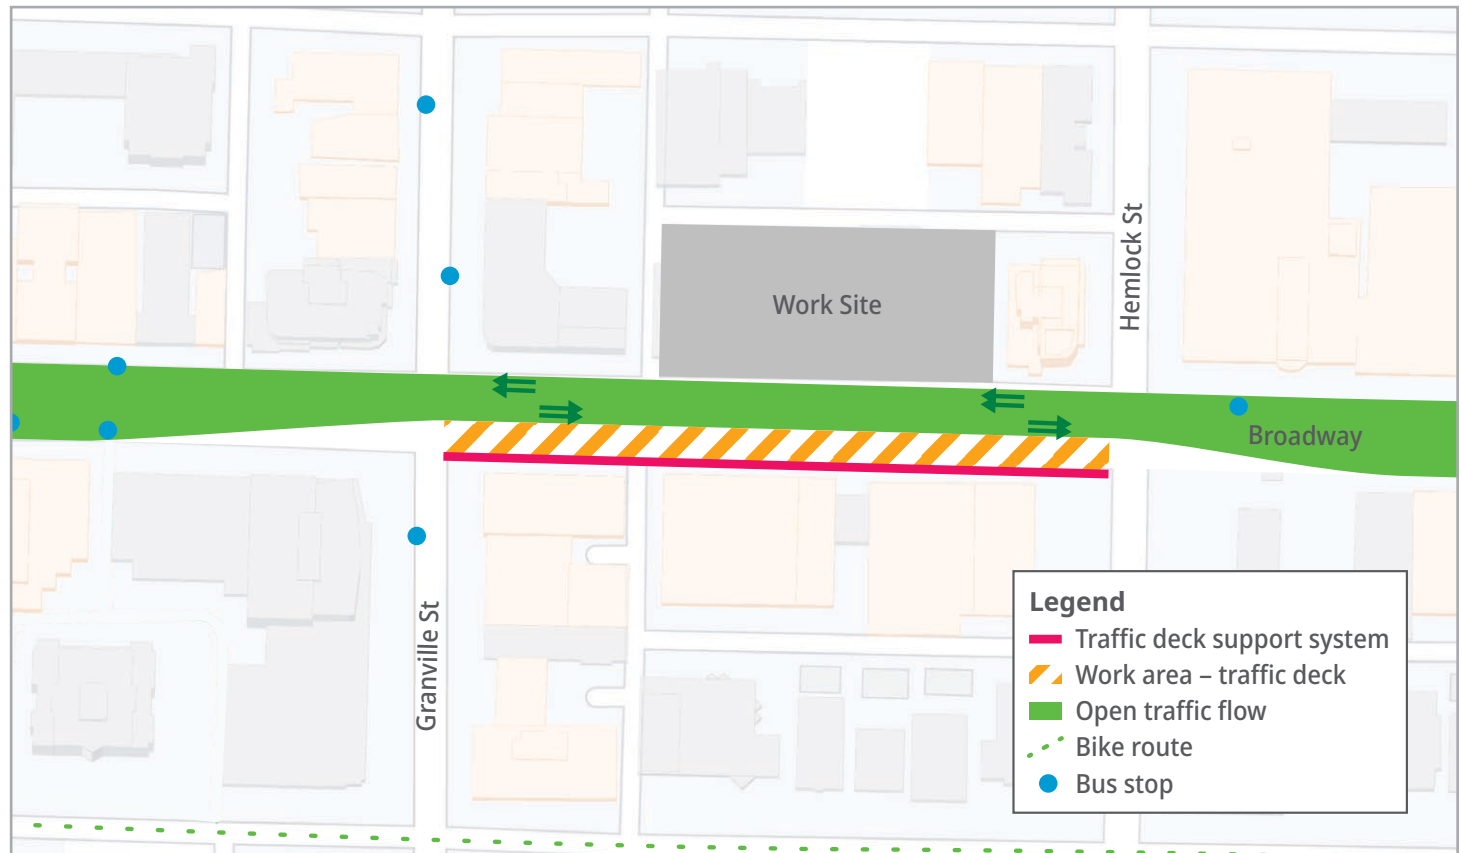 Hemlock St
Work Site
Broadway
Granville St
Legend
Traffic deck support system
Work area – traffic deck
Open traffic flow
Bike route
Bus stop